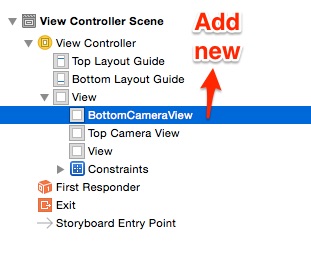 View Controller Scene
Add
new
View Controller
Top Layout Guide
Bottom Layout Guide
View
BottomCameraView
Top Camera View
View
Constraints
First Responder
Exit
Storyboard Entry Point